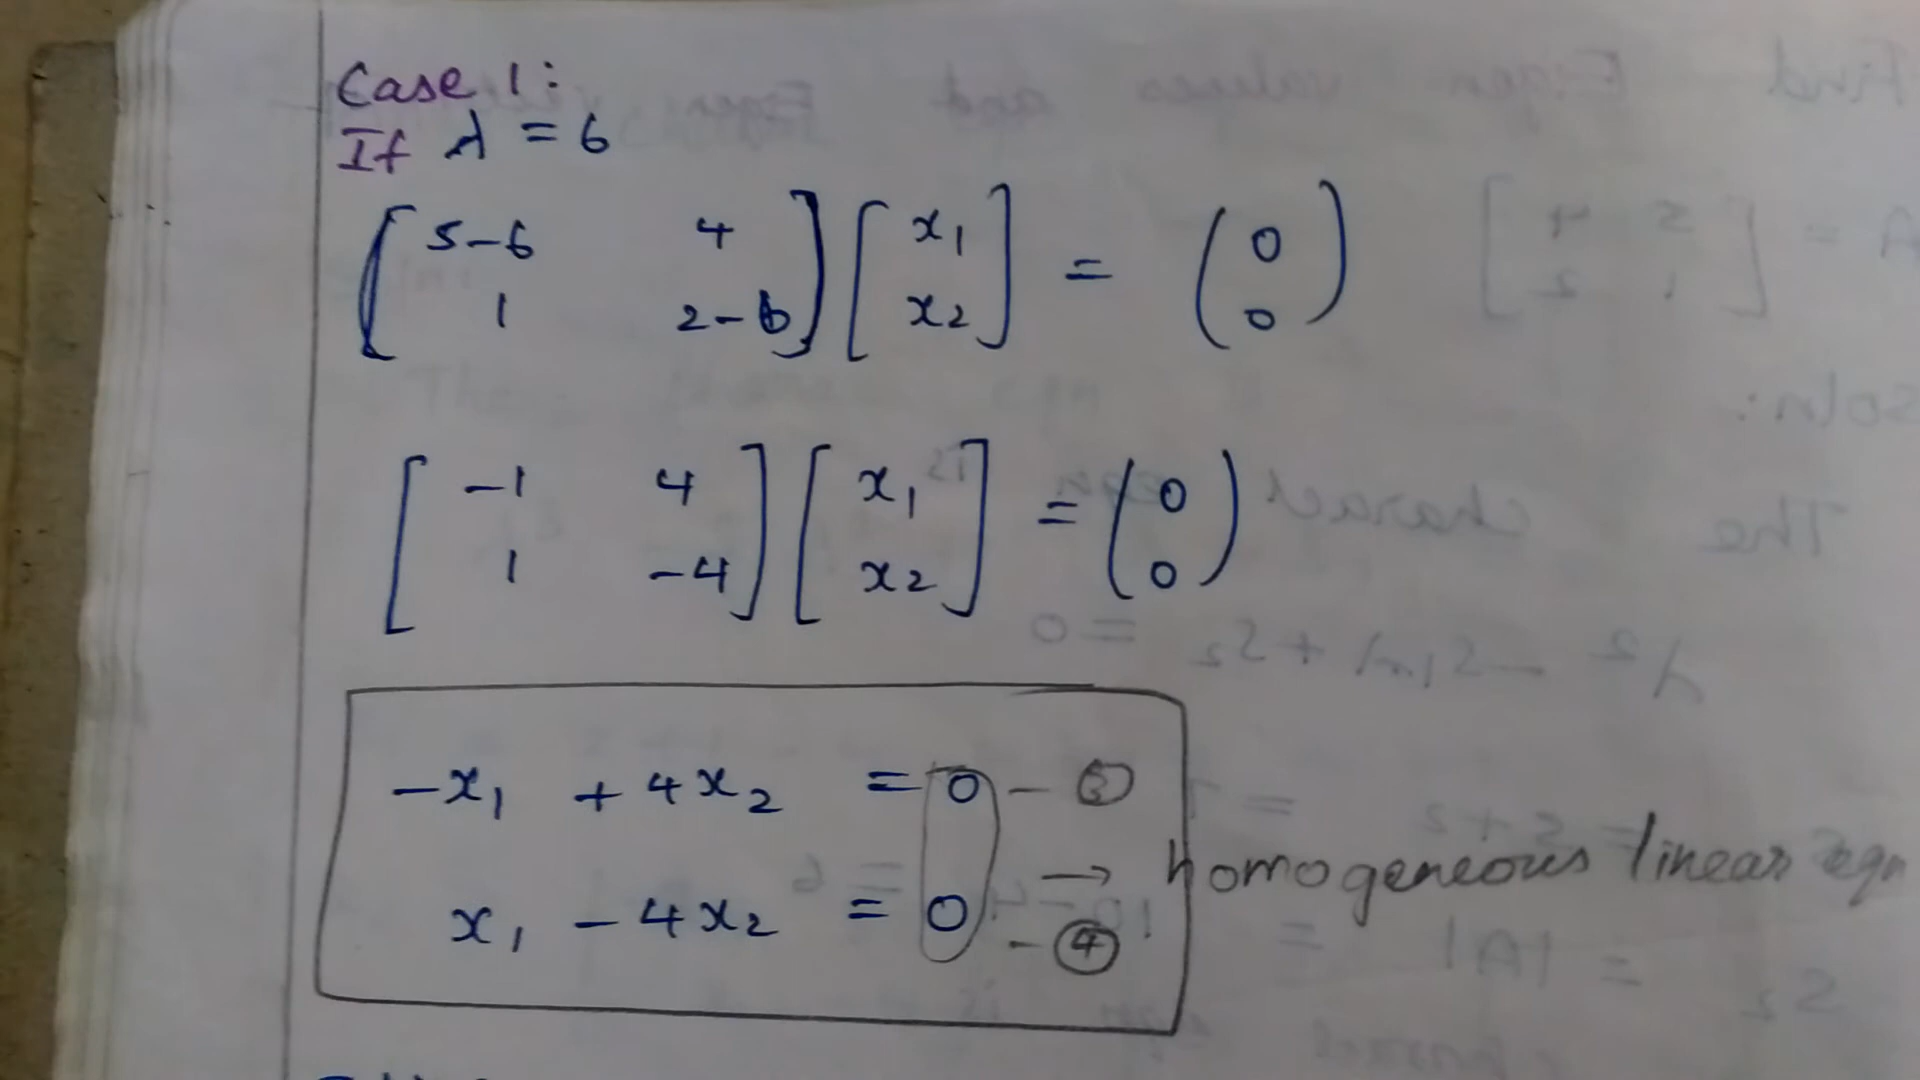 Case 1:
If λ = 6
[5-6 4] [x1] = (0)
[1 2-6] [x2] (0)
[-1 4] [x1] = (0)
[1 -4] [x2] (0)
-x1 + 4x2 = 0 - ③
→ homogeneous linear eqn
x1 - 4x2 = 0 - ④